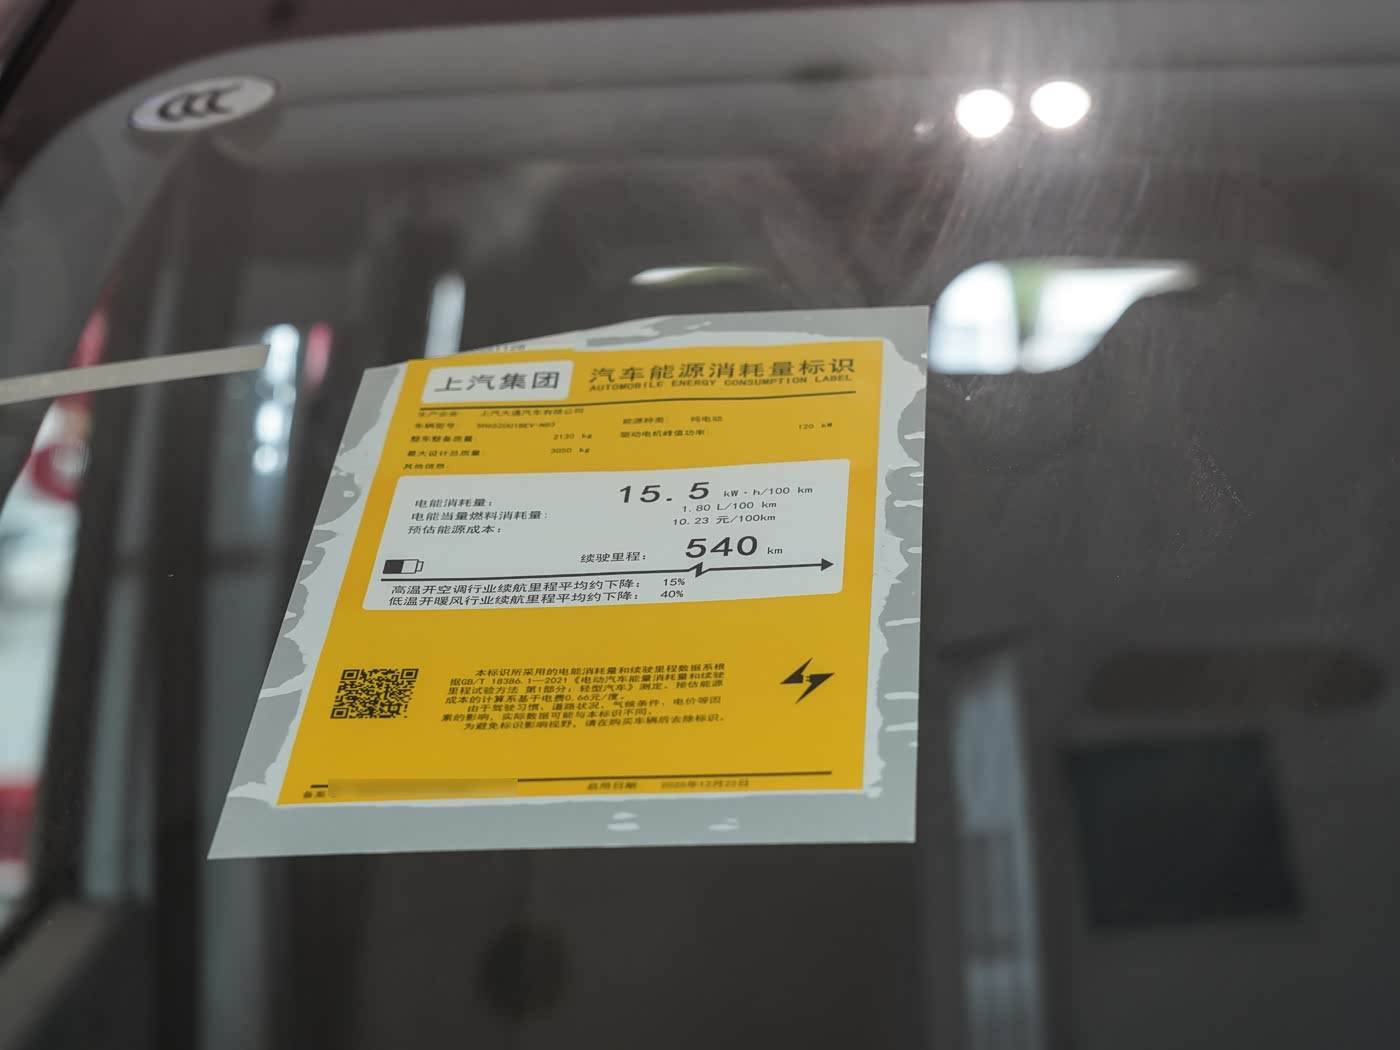 CCC
上汽集团
汽车能源消耗量标识
AUTOMOBILE ENERGY CONSUMPTION LABEL
生产企业: 上汽大通汽车有限公司
车辆型号:
能源种类: 纯电动
整车整备质量: 2130 kg
驱动电机峰值功率: 120 kW
最大设计总质量: 3050 kg
其他信息:
电能消耗量: 15.5 kW·h/100 km
电能当量燃料消耗量: 1.80 L/100 km
预估能源成本: 10.23 元/100km
续驶里程: 540 km
高温开空调行业续航里程平均约下降: 15%
低温开暖风行业续航里程平均约下降: 40%
本标识所采用的电能消耗量和续驶里程数据系根
据GB/T 18386.1—2021《电动汽车能量消耗量和续驶
里程试验方法 第1部分: 轻型汽车》测定。预估能源
成本的计算系基于电费0.66元/度。
由于驾驶习惯、道路状况、气候条件、电价等因
素的影响, 实际数据可能与本标识不同。
为避免标识影响视野, 请在购买车辆后去除标识。
备案
启用日期